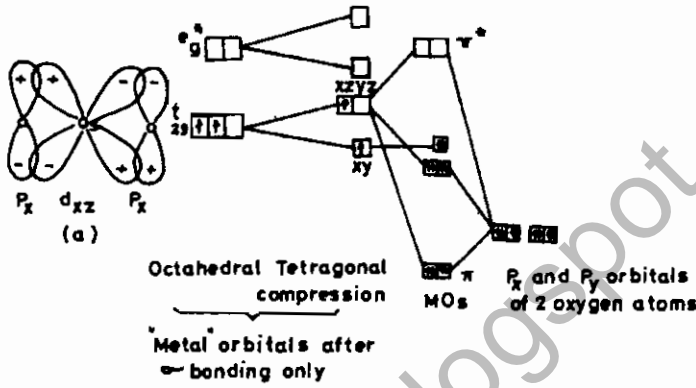 e*g
π*
xzyz
t2g
xy
+ + - -
- - + +
Px dxz Px
(a)
π
Octahedral Tetragonal
compression
MOs
Px and Py orbitals
of 2 oxygen atoms
"Metal" orbitals after
σ bonding only
logspot